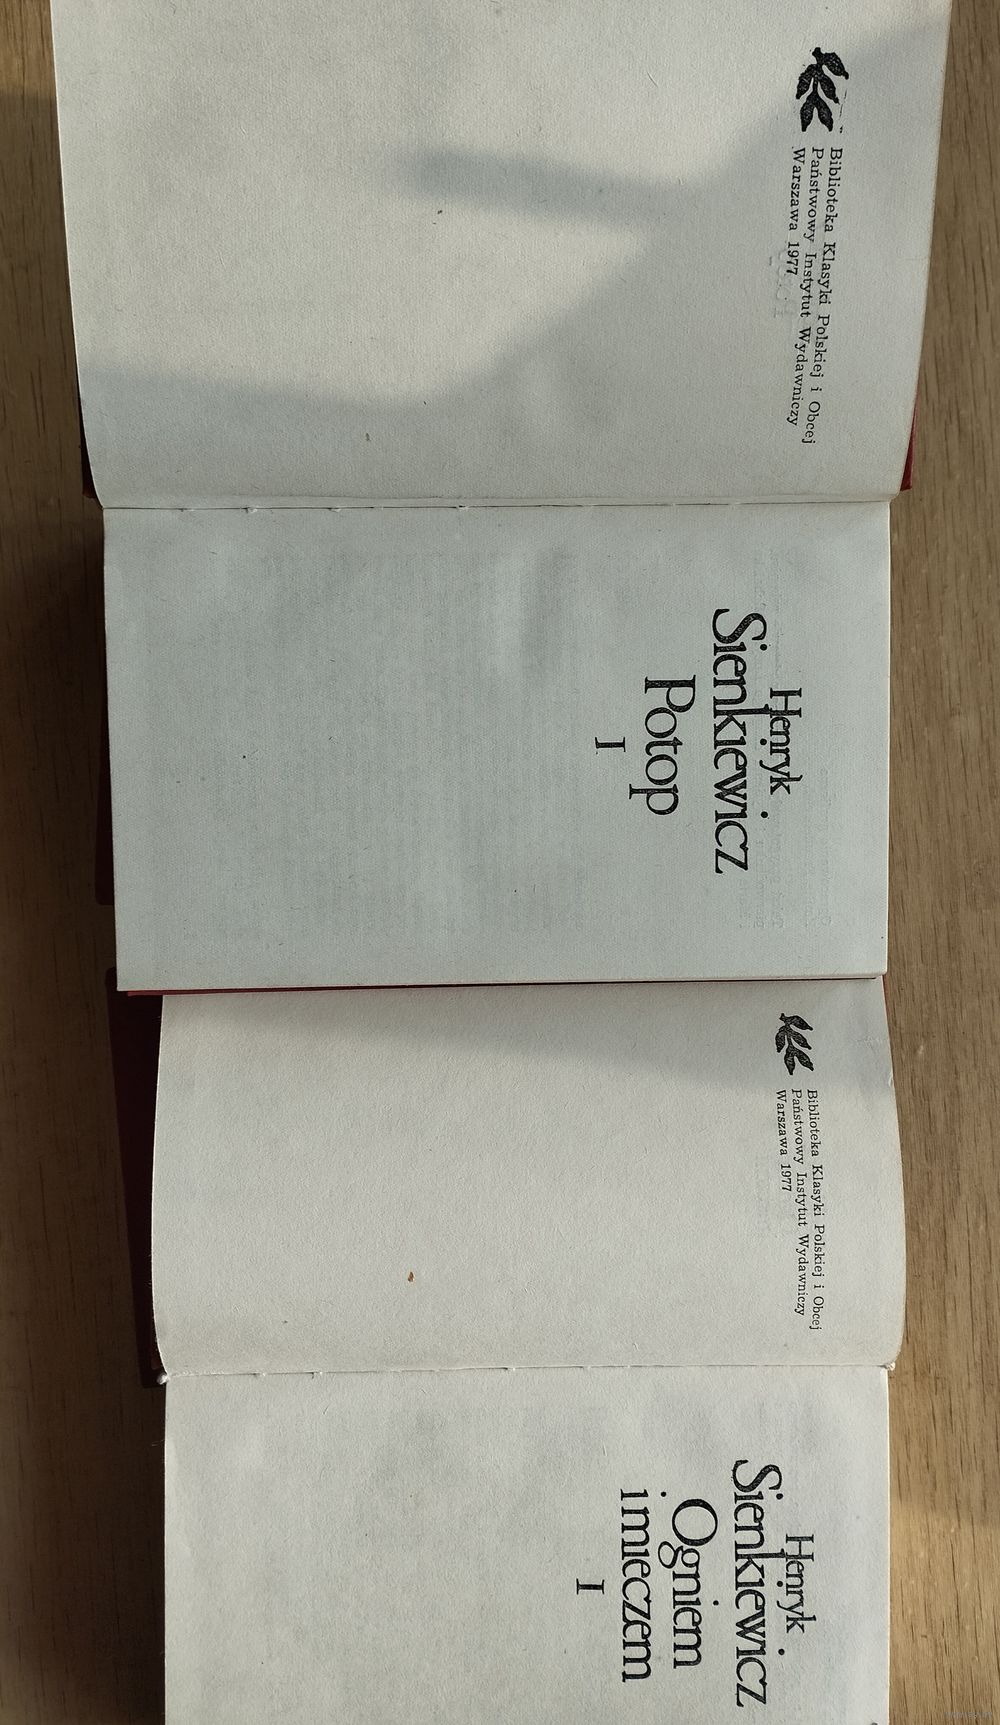 Biblioteka Klasyki Polskiej i Obcej
Państwowy Instytut Wydawniczy
Warszawa 1977
Henryk
Sienkiewicz
Potop
I
Biblioteka Klasyki Polskiej i Obcej
Państwowy Instytut Wydawniczy
Warszawa 1977
Henryk
Sienkiewicz
Ogniem
i mieczem
I